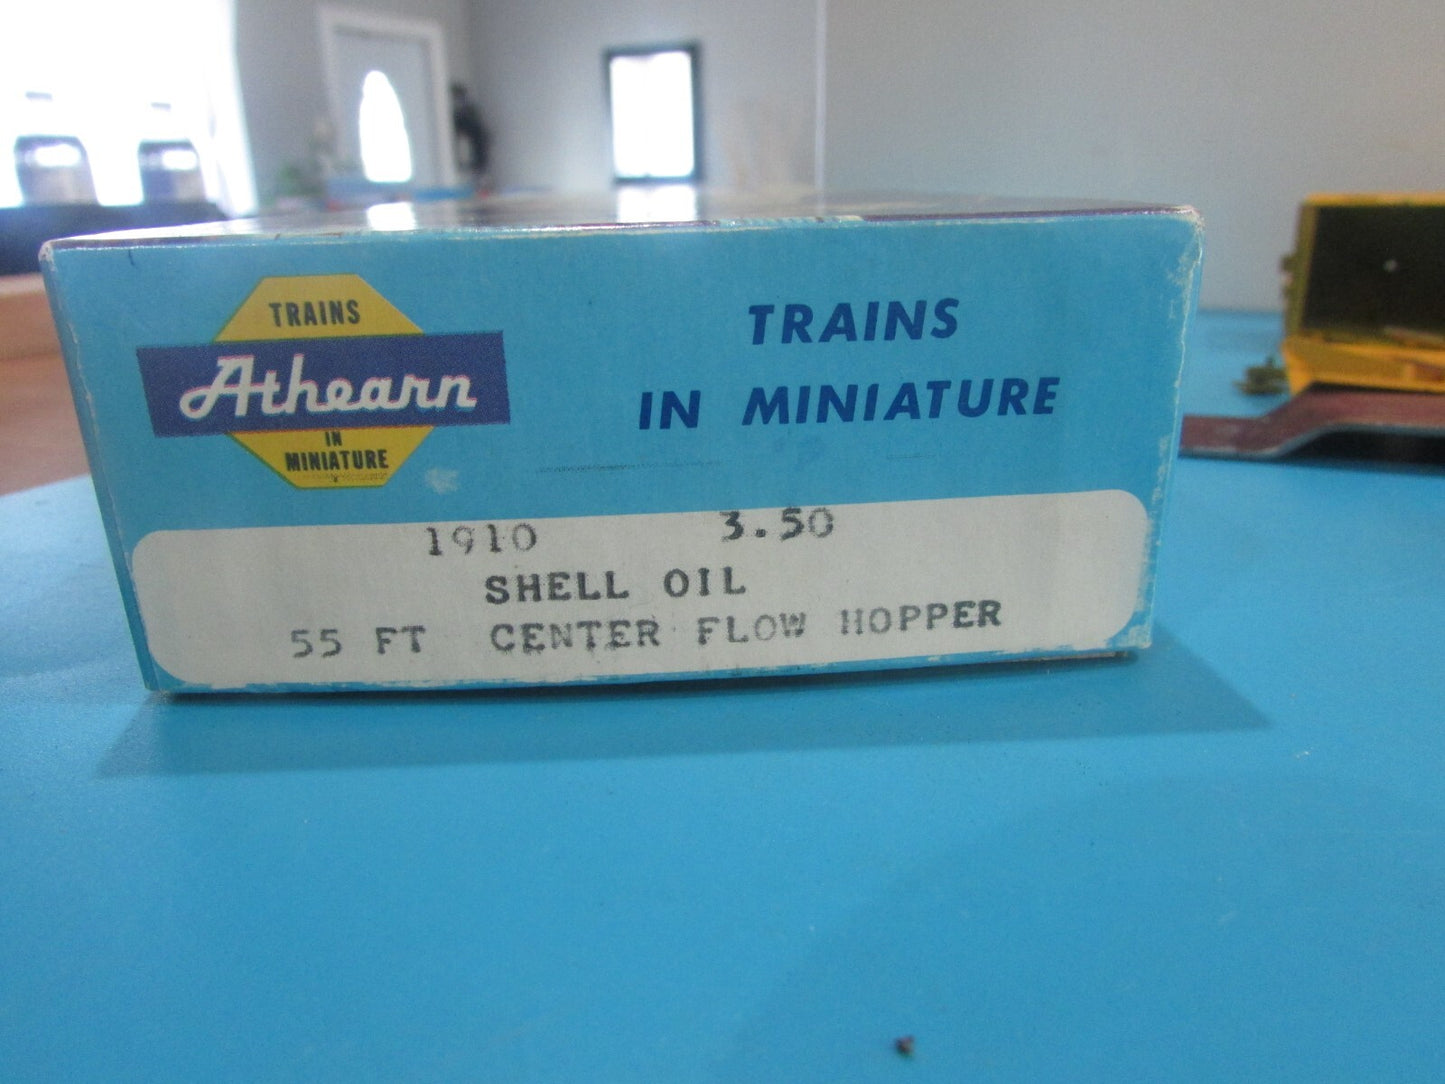 TRAINS
Athearn
IN
MINIATURE
TRAINS
IN MINIATURE
1910 3.50
SHELL OIL
55 FT CENTER FLOW HOPPER